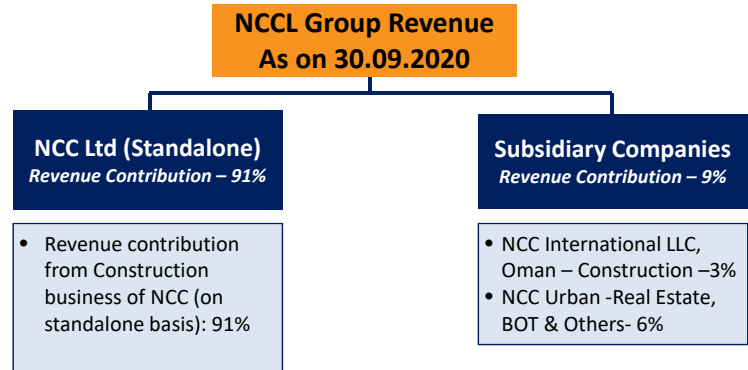 NCCL Group Revenue
As on 30.09.2020
NCC Ltd (Standalone)
Revenue Contribution – 91%
• Revenue contribution
from Construction
business of NCC (on
standalone basis): 91%
Subsidiary Companies
Revenue Contribution – 9%
• NCC International LLC,
Oman – Construction –3%
• NCC Urban -Real Estate,
BOT & Others- 6%